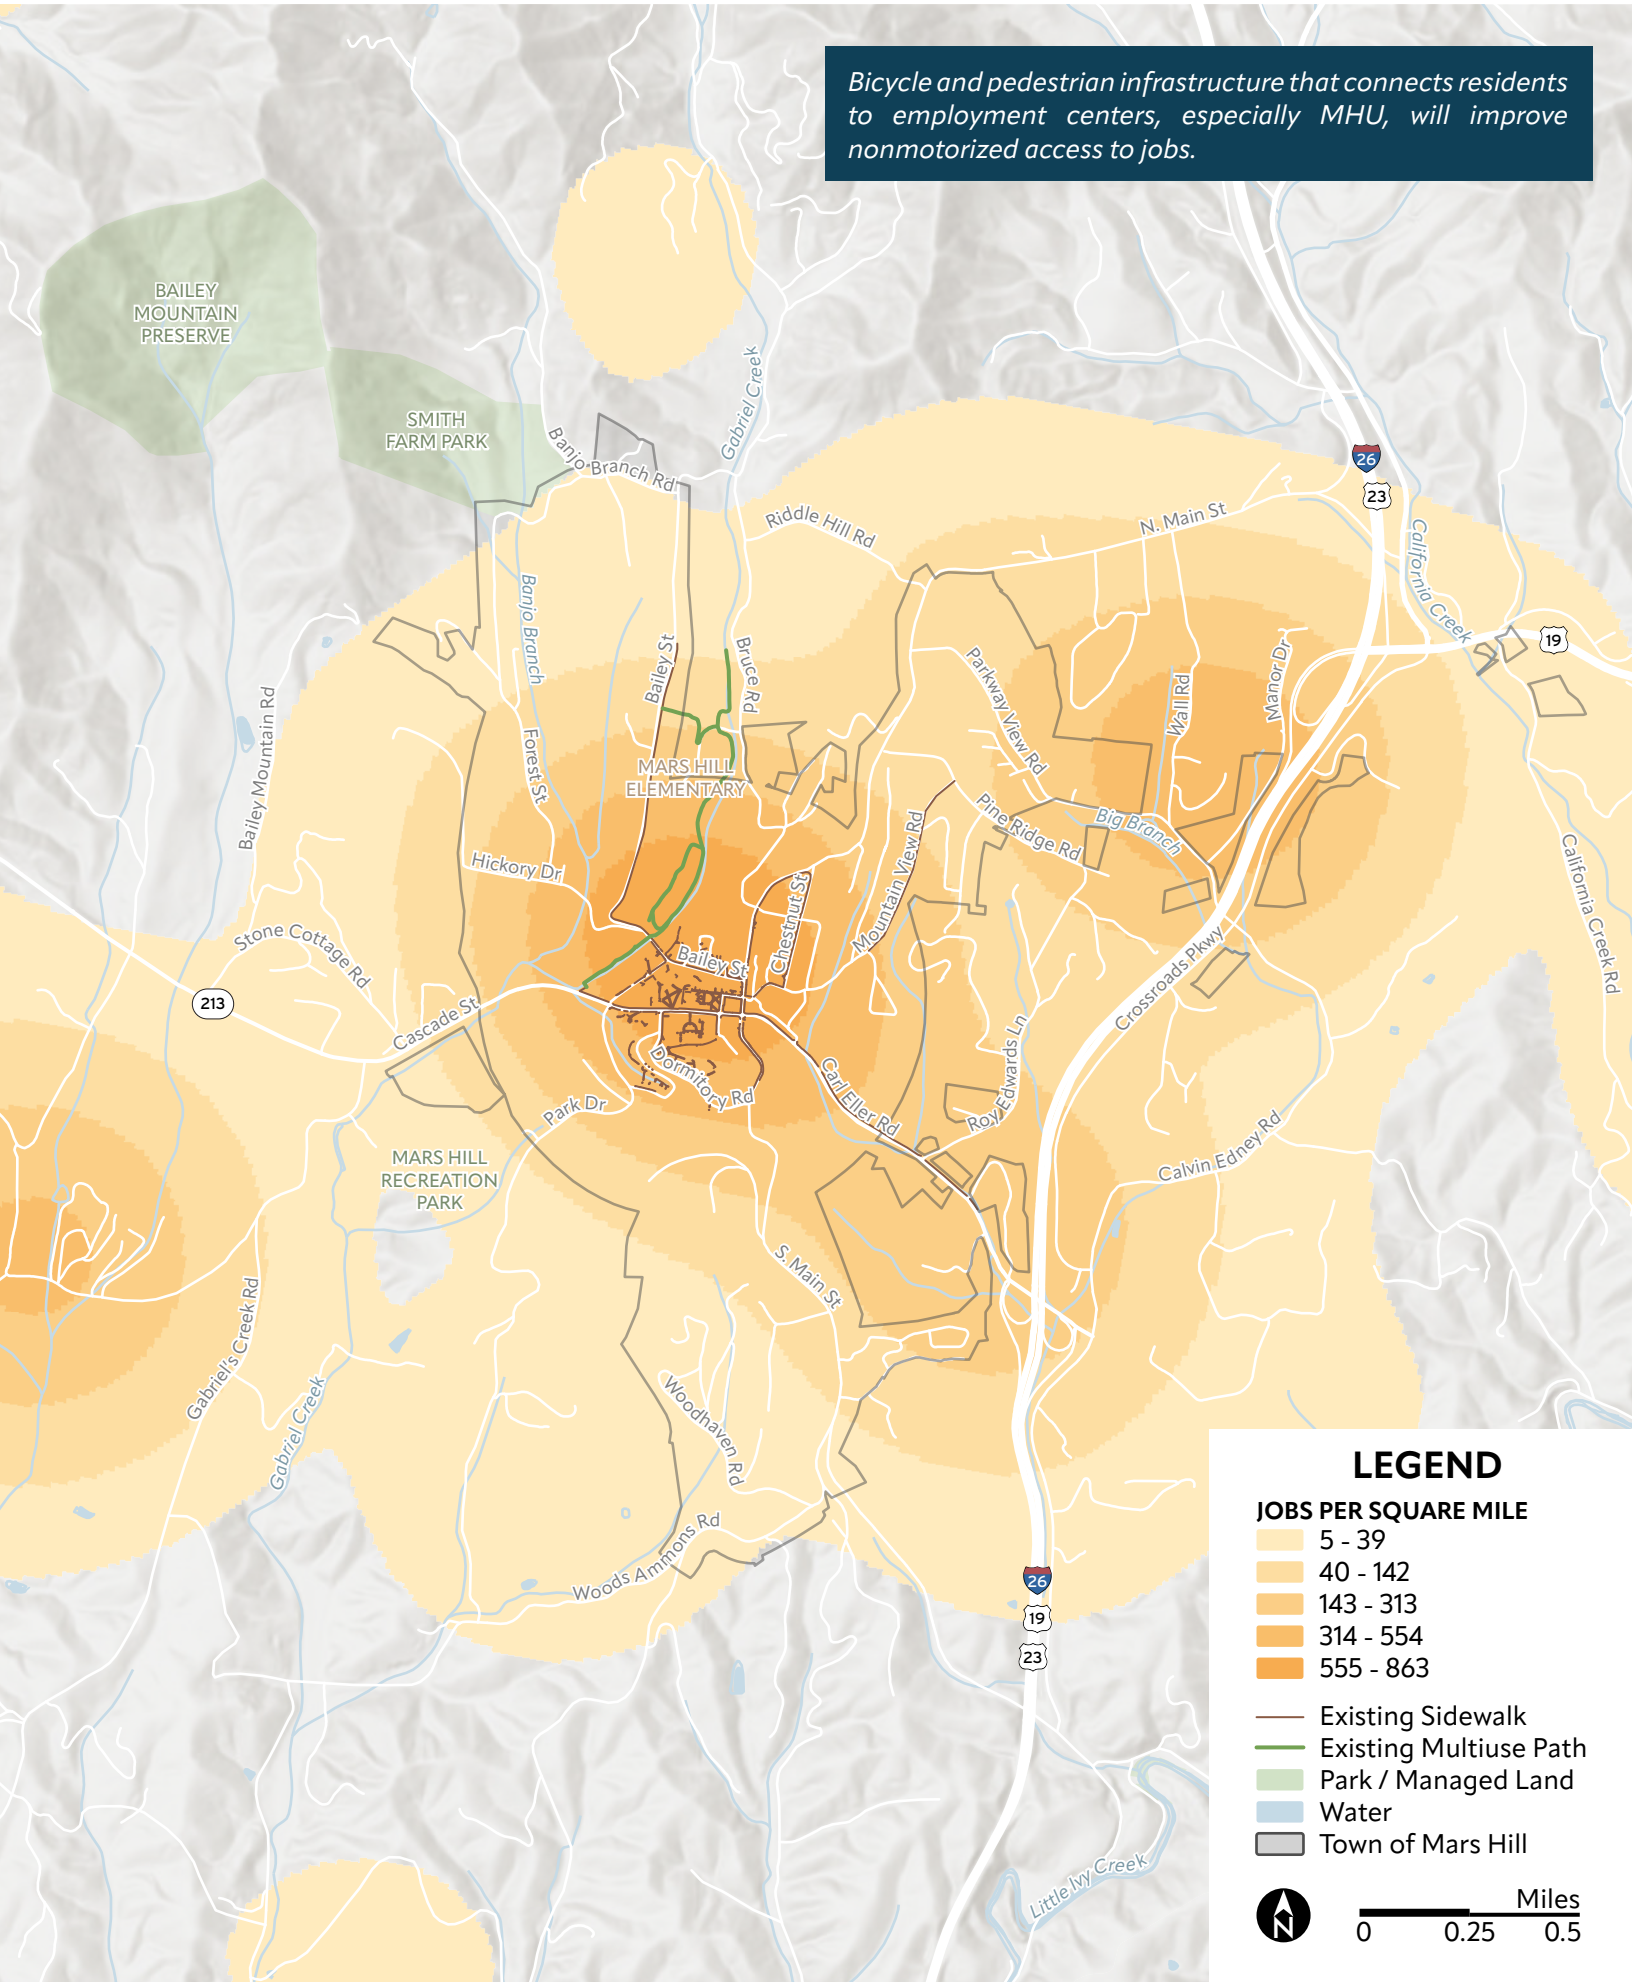 Bicycle and pedestrian infrastructure that connects residents
to employment centers, especially MHU, will improve
nonmotorized access to jobs.
BAILEY
MOUNTAIN
PRESERVE
SMITH
FARM PARK
Gabriel Creek
Banjo Branch Rd
26
23
Riddle Hill Rd
N. Main St
California Creek
19
Banjo Branch
Bailey St
Bruce Rd
Parkway View Rd
Wall Rd
Manor Dr
Bailey Mountain Rd
Forest St
MARS HILL
ELEMENTARY
Pine Ridge Rd
Big Branch
Mountain View Rd
Hickory Dr
Chestnut St
California Creek Rd
Stone Cottage Rd
Bailey St
Crossroads Pkwy
213
Cascade St
Dormitory Rd
Carl Eller Rd
Roy Edwards Ln
Park Dr
Calvin Edney Rd
MARS HILL
RECREATION
PARK
S. Main St
Gabriel's Creek Rd
Gabriel Creek
Woodhaven Rd
Woods Ammons Rd
26
19
23
Little Ivy Creek
LEGEND
JOBS PER SQUARE MILE
5 - 39
40 - 142
143 - 313
314 - 554
555 - 863
Existing Sidewalk
Existing Multiuse Path
Park / Managed Land
Water
Town of Mars Hill
N
Miles
0 0.25 0.5